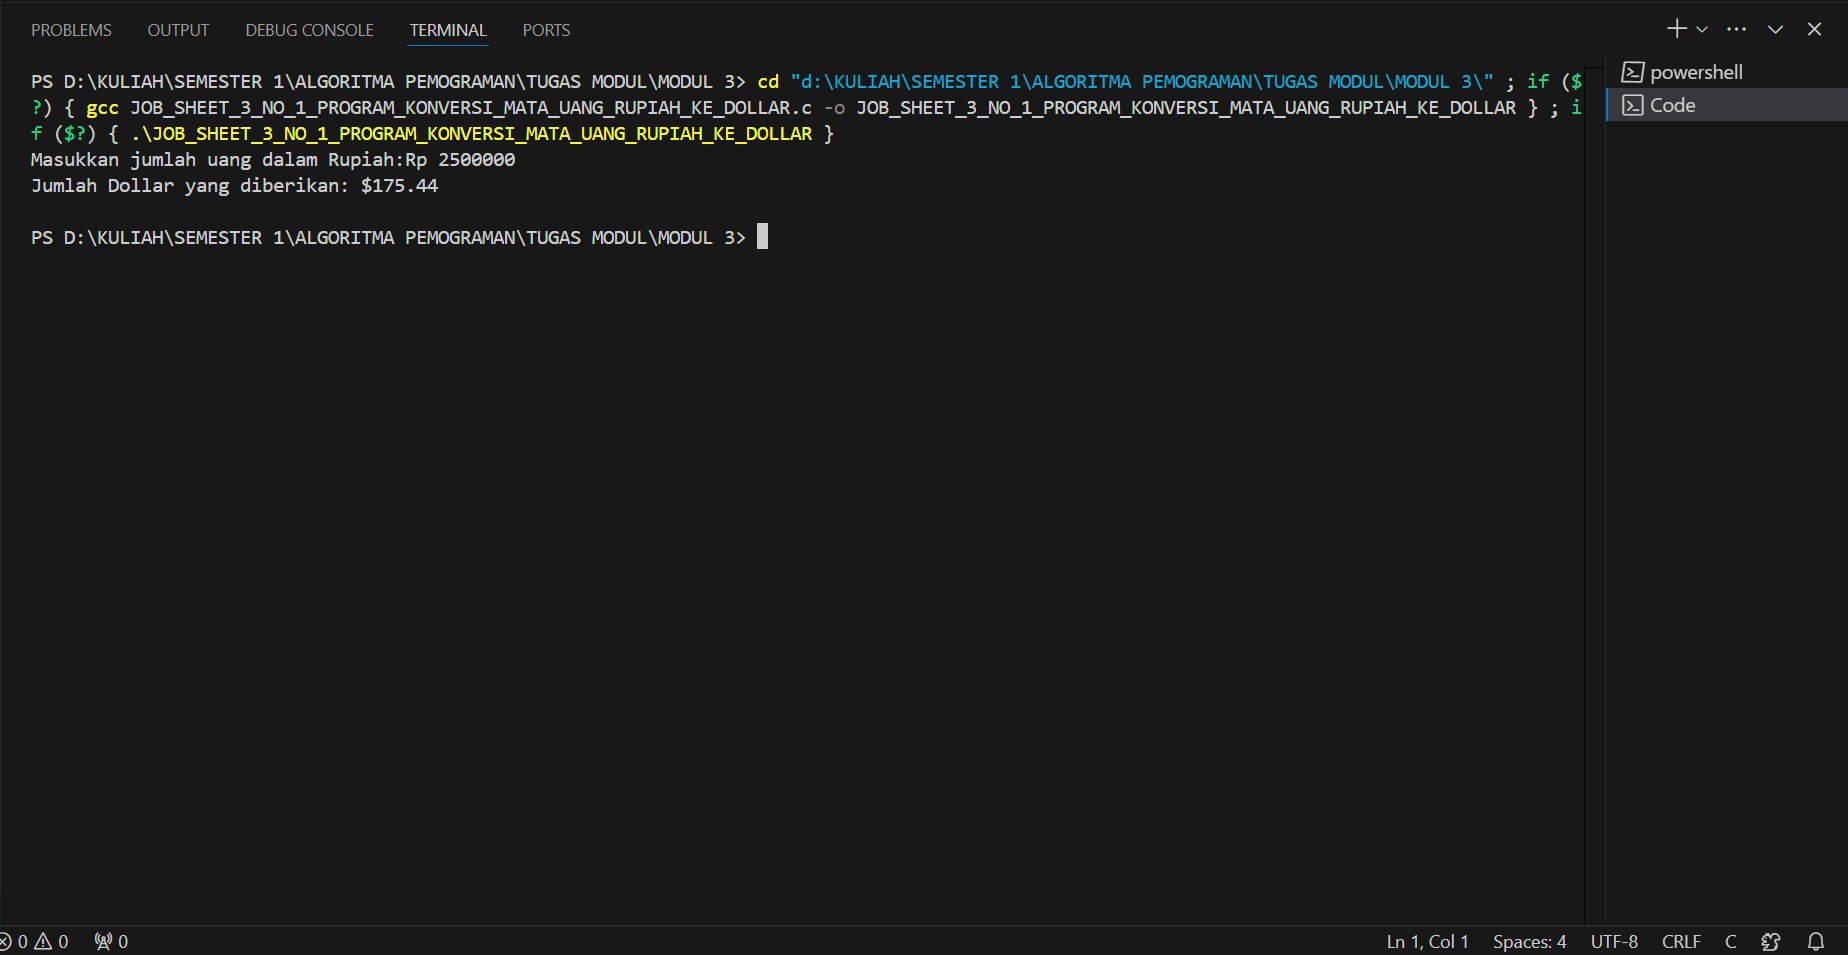 PROBLEMS OUTPUT DEBUG CONSOLE TERMINAL PORTS
PS D:\KULIAH\SEMESTER 1\ALGORITMA PEMOGRAMAN\TUGAS MODUL\MODUL 3> cd "d:\KULIAH\SEMESTER 1\ALGORITMA PEMOGRAMAN\TUGAS MODUL\MODUL 3\" ; if ($
?) { gcc JOB_SHEET_3_NO_1_PROGRAM_KONVERSI_MATA_UANG_RUPIAH_KE_DOLLAR.c -o JOB_SHEET_3_NO_1_PROGRAM_KONVERSI_MATA_UANG_RUPIAH_KE_DOLLAR } ; i
f ($?) { .\JOB_SHEET_3_NO_1_PROGRAM_KONVERSI_MATA_UANG_RUPIAH_KE_DOLLAR }
Masukkan jumlah uang dalam Rupiah:Rp 2500000
Jumlah Dollar yang diberikan: $175.44
PS D:\KULIAH\SEMESTER 1\ALGORITMA PEMOGRAMAN\TUGAS MODUL\MODUL 3>
powershell
Code
0 0 0 Ln 1, Col 1 Spaces: 4 UTF-8 CRLF C